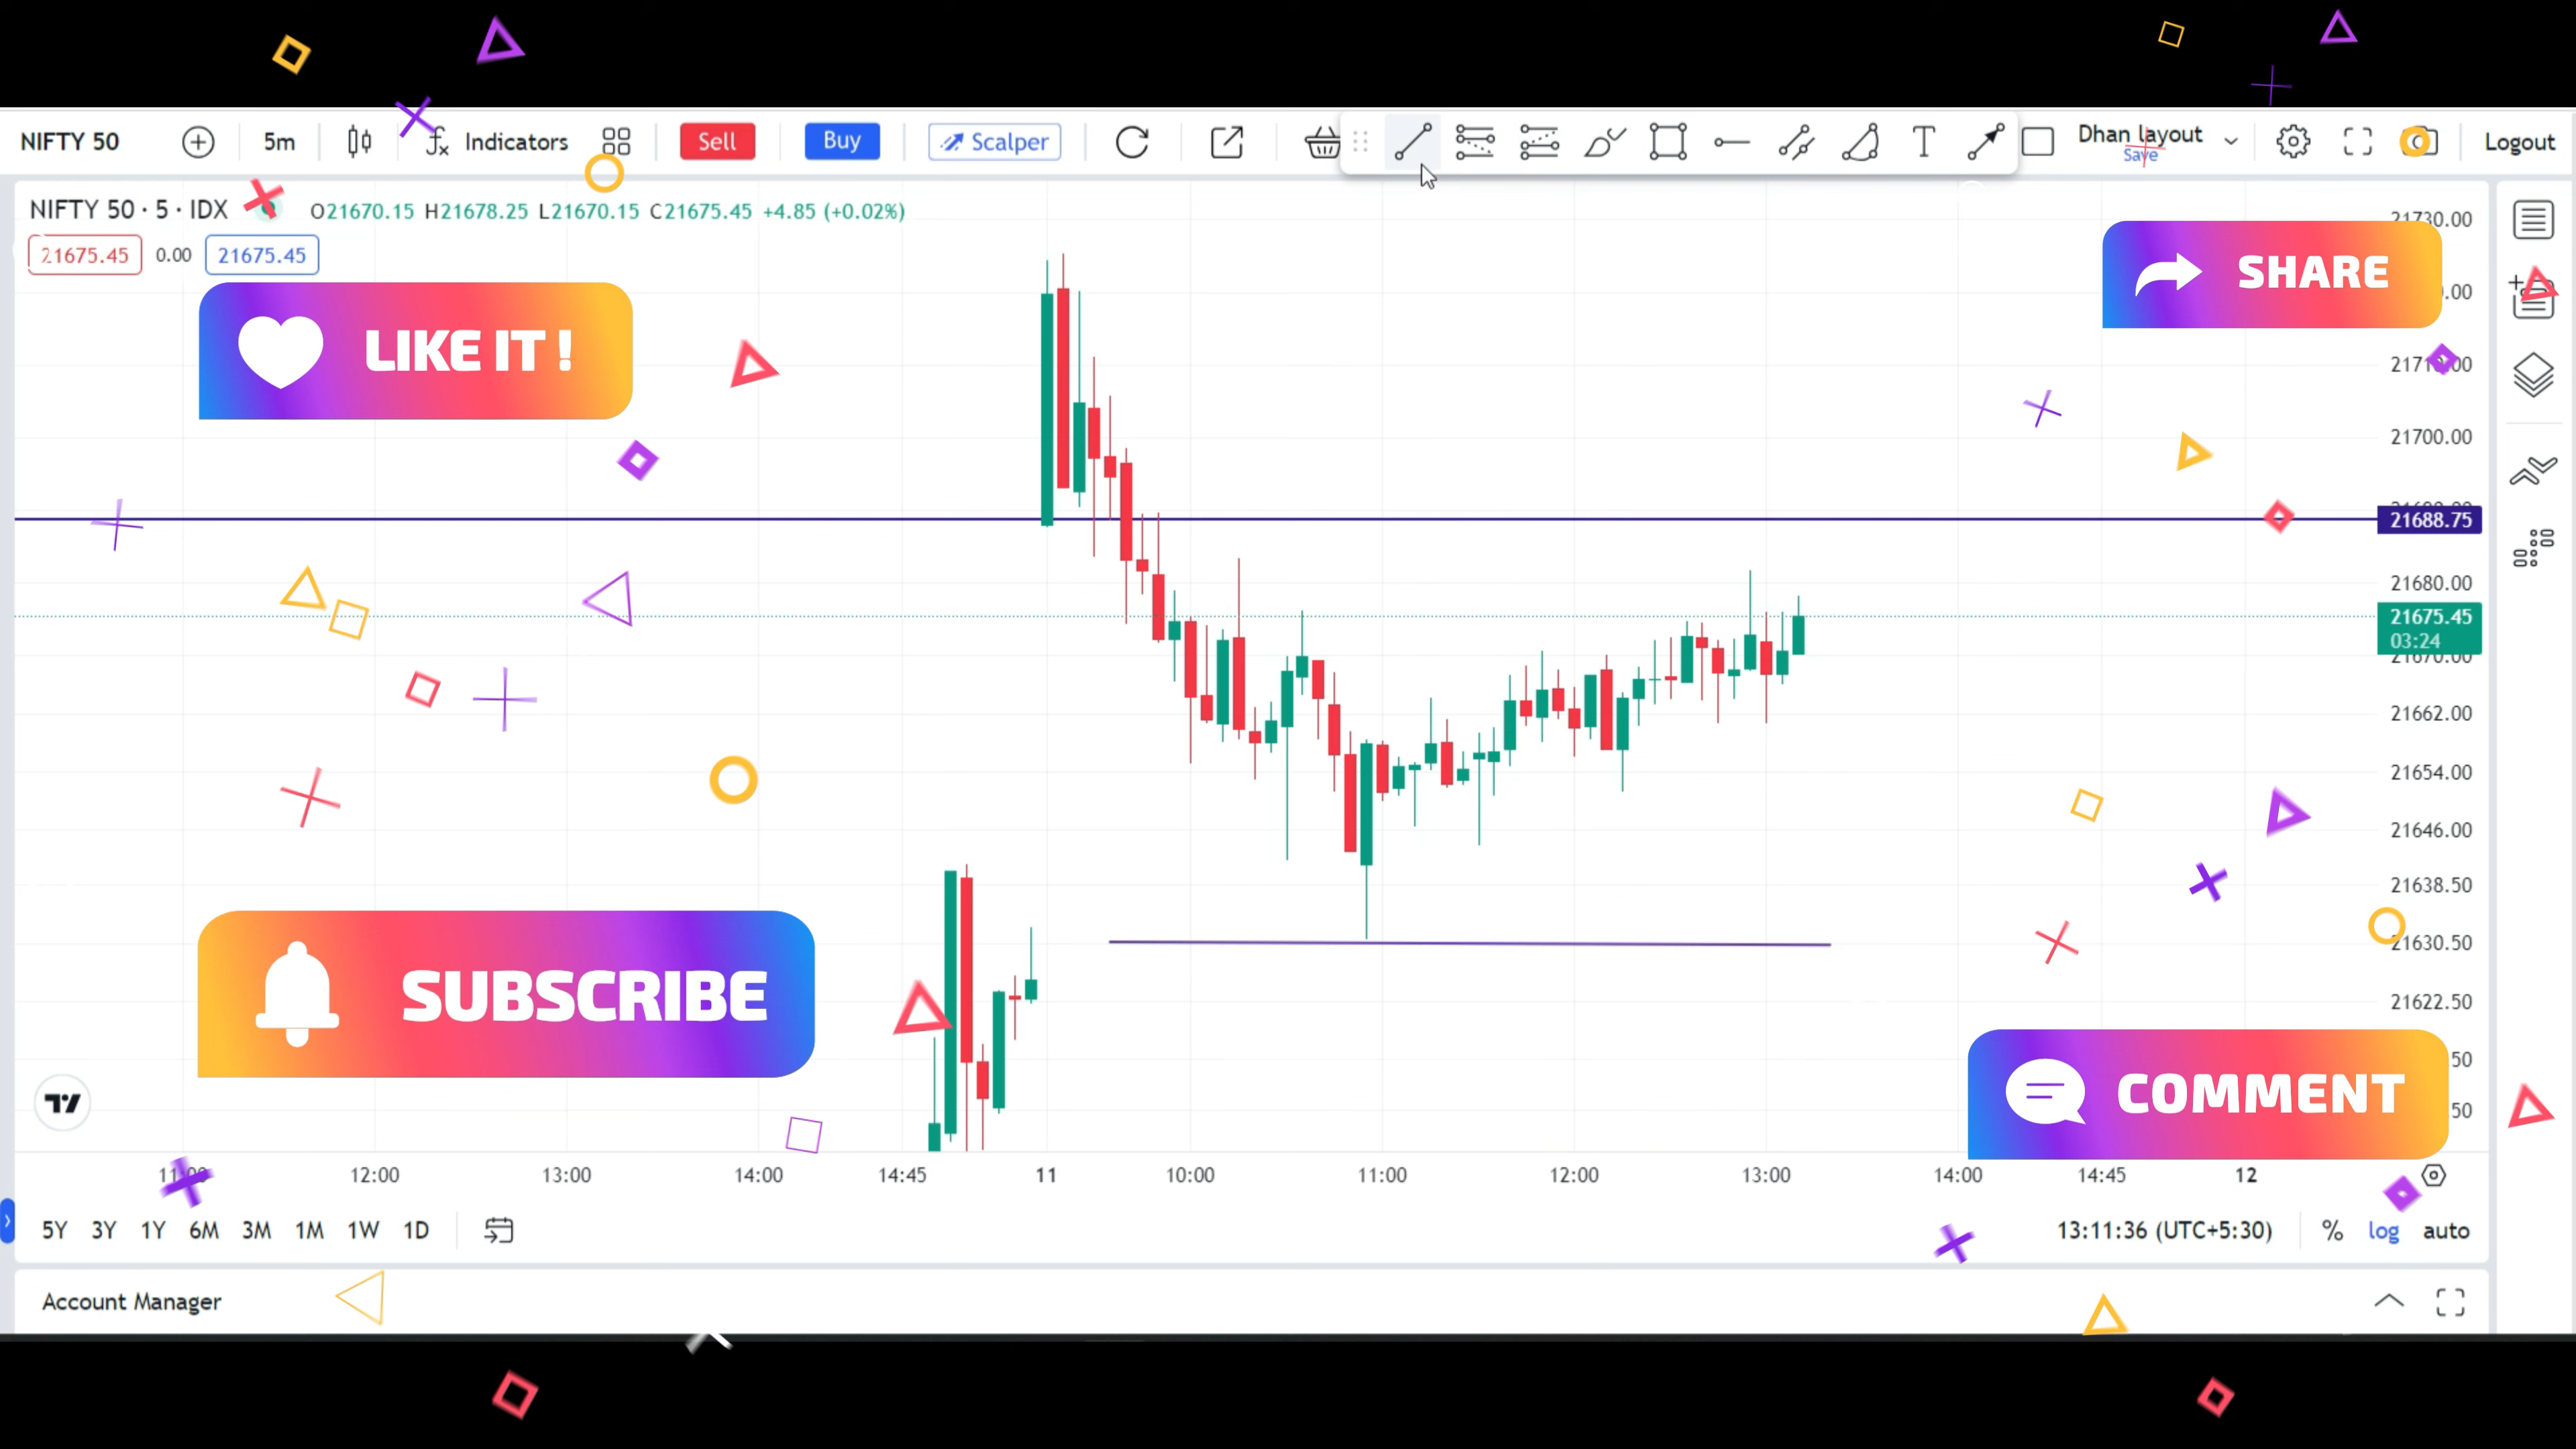 NIFTY 50
5m
Indicators
Sell
Buy
Scalper
Dhan layout
Save
Logout
NIFTY 50 · 5 · IDX
O21670.15 H21678.25 L21670.15 C21675.45 +4.85 (+0.02%)
21675.45 0.00 21675.45
LIKE IT !
SHARE
SUBSCRIBE
COMMENT
21730.00
.00
21700.00
21688.75
21680.00
21675.45
03:24
21670.00
21662.00
21654.00
21646.00
21638.50
21630.50
21622.50
50
50
12:00 13:00 14:00 14:45 11 10:00 11:00 12:00 13:00 14:00 14:45 12
5Y 3Y 1Y 6M 3M 1M 1W 1D
13:11:36 (UTC+5:30) % log auto
Account Manager